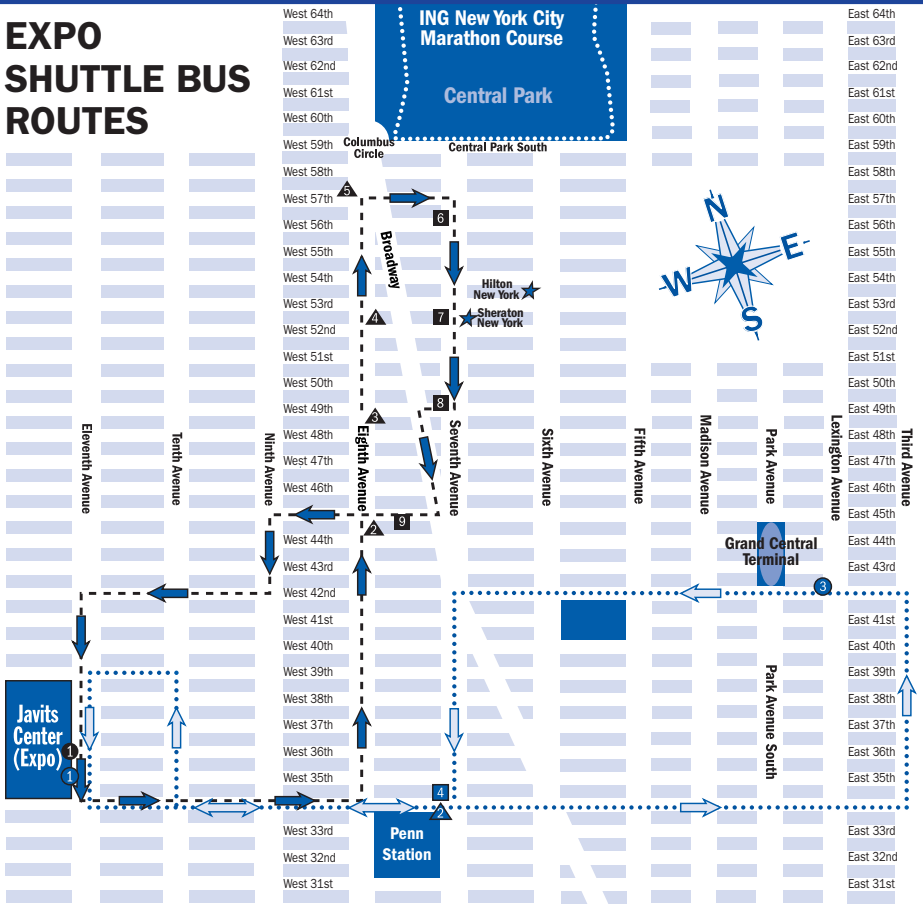 EXPO
SHUTTLE BUS
ROUTES
ING New York City
Marathon Course
Central Park
Columbus
Circle
Central Park South
West 64th
West 63rd
West 62nd
West 61st
West 60th
West 59th
West 58th
West 57th
West 56th
West 55th
West 54th
West 53rd
West 52nd
West 51st
West 50th
West 49th
West 48th
West 47th
West 46th
West 44th
West 43rd
West 42nd
West 41st
West 40th
West 39th
West 38th
West 37th
West 36th
West 35th
West 33rd
West 32nd
West 31st
East 64th
East 63rd
East 62nd
East 61st
East 60th
East 59th
East 58th
East 57th
East 56th
East 55th
East 54th
East 53rd
East 52nd
East 51st
East 50th
East 49th
East 48th
East 47th
East 46th
East 45th
East 44th
East 43rd
East 41st
East 40th
East 39th
East 38th
East 37th
East 36th
East 35th
East 33rd
East 32nd
East 31st
5
6
Broadway
N
E
W
S
Hilton
New York
4
7
Sheraton
New York
8
3
Eleventh Avenue
Tenth Avenue
Ninth Avenue
Eighth Avenue
Seventh Avenue
Sixth Avenue
Fifth Avenue
Madison Avenue
Park Avenue
Lexington Avenue
Third Avenue
2
9
Grand Central
Terminal
3
Park Avenue South
Javits
Center
(Expo)
1
1
4
2
Penn
Station